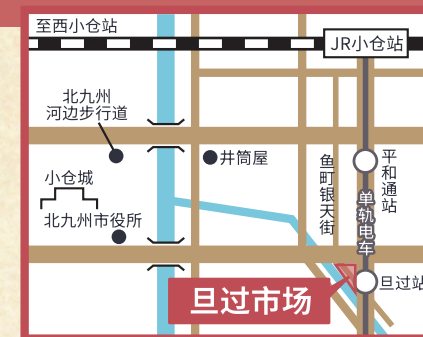 至西小仓站
JR小仓站
北九州
河边步行道
井筒屋
鱼町银天街
平和通站
小仓城
单轨电车
北九州市役所
旦过站
旦过市场